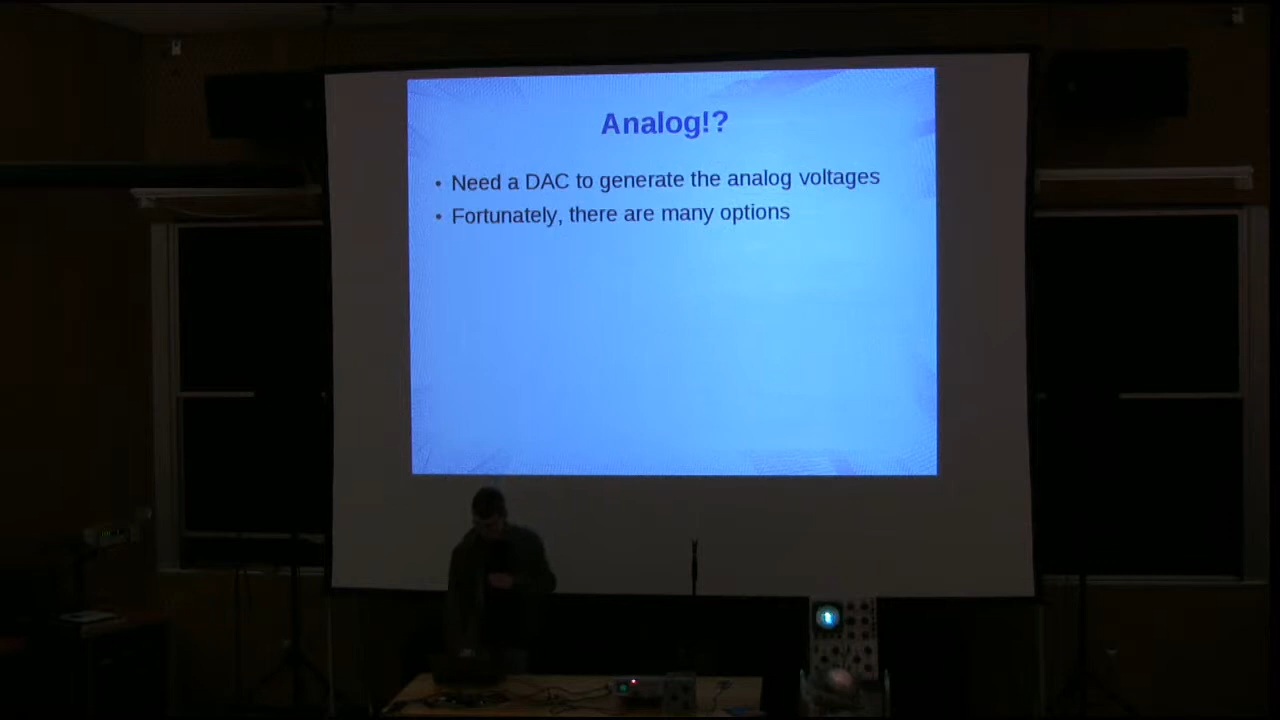 Analog!?
• Need a DAC to generate the analog voltages
• Fortunately, there are many options